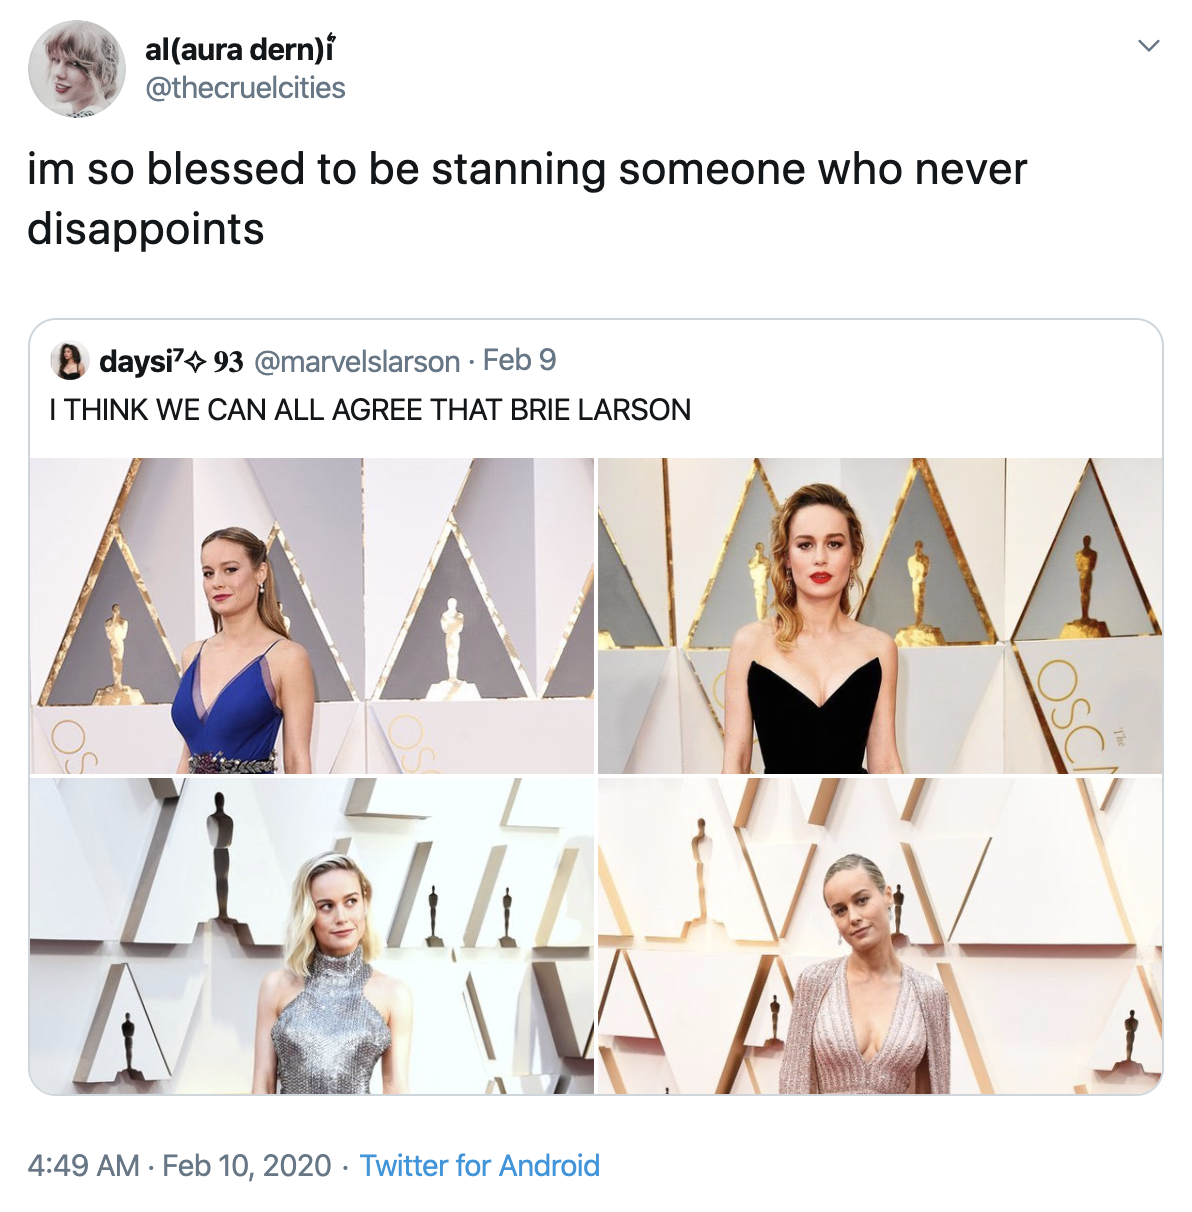 al(aura dern)i⁷
@thecruelcities
im so blessed to be stanning someone who never
disappoints
daysi⁷✧ 93 @marvelslarson · Feb 9
I THINK WE CAN ALL AGREE THAT BRIE LARSON
OS
OS
The
OSC
4:49 AM · Feb 10, 2020 · Twitter for Android